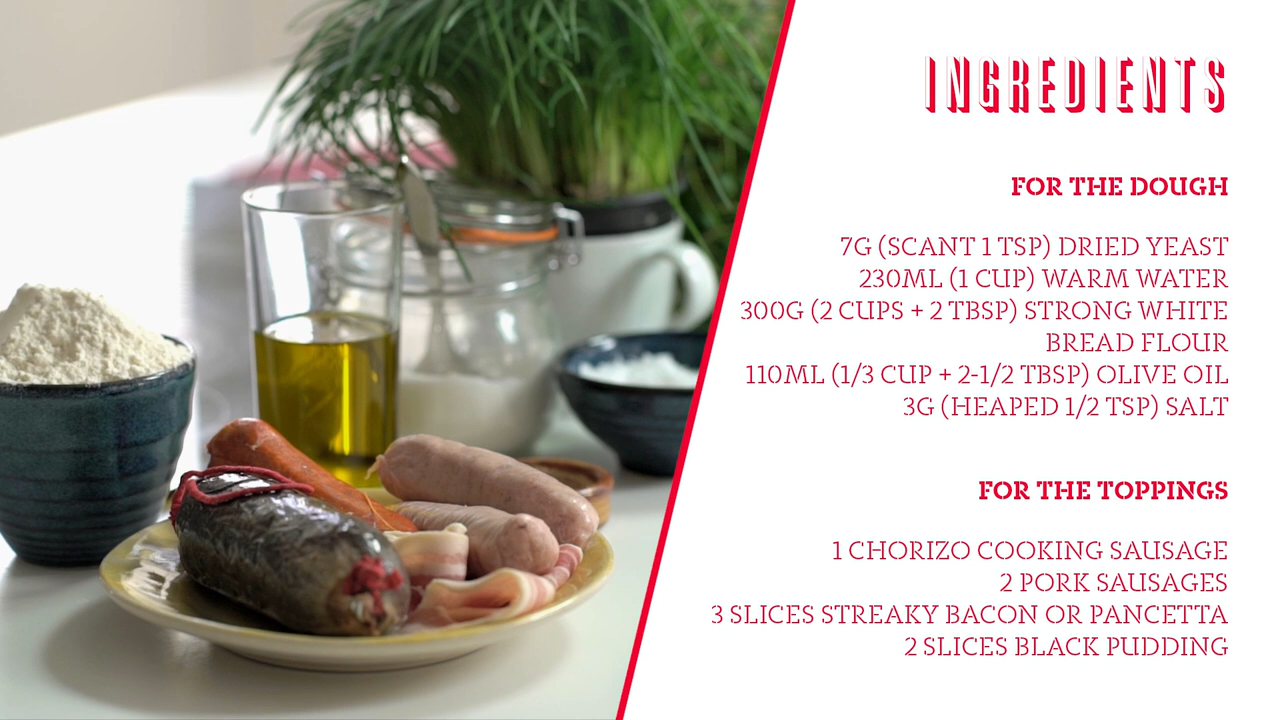 INGREDIENTS
FOR THE DOUGH
7G (SCANT 1 TSP) DRIED YEAST
230ML (1 CUP) WARM WATER
300G (2 CUPS + 2 TBSP) STRONG WHITE
BREAD FLOUR
110ML (1/3 CUP + 2-1/2 TBSP) OLIVE OIL
3G (HEAPED 1/2 TSP) SALT
FOR THE TOPPINGS
1 CHORIZO COOKING SAUSAGE
2 PORK SAUSAGES
3 SLICES STREAKY BACON OR PANCETTA
2 SLICES BLACK PUDDING